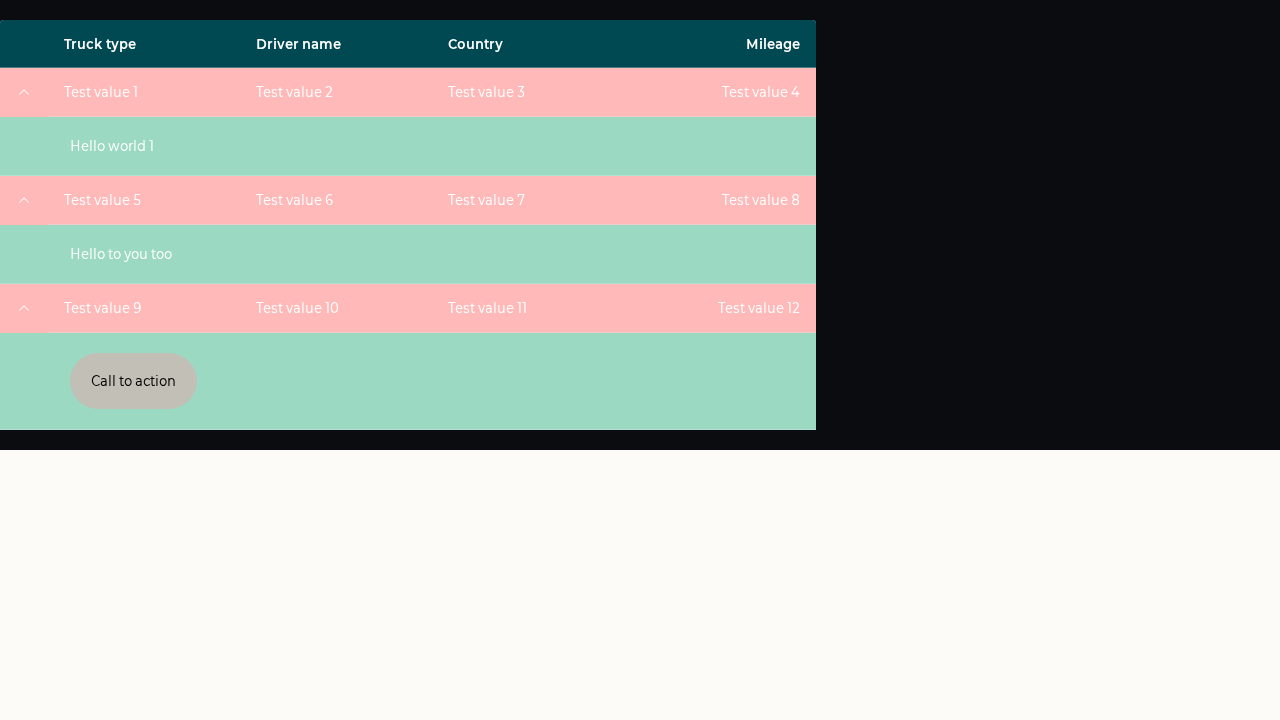 Truck type Driver name Country Mileage
Test value 1 Test value 2 Test value 3 Test value 4
Hello world 1
Test value 5 Test value 6 Test value 7 Test value 8
Hello to you too
Test value 9 Test value 10 Test value 11 Test value 12
Call to action